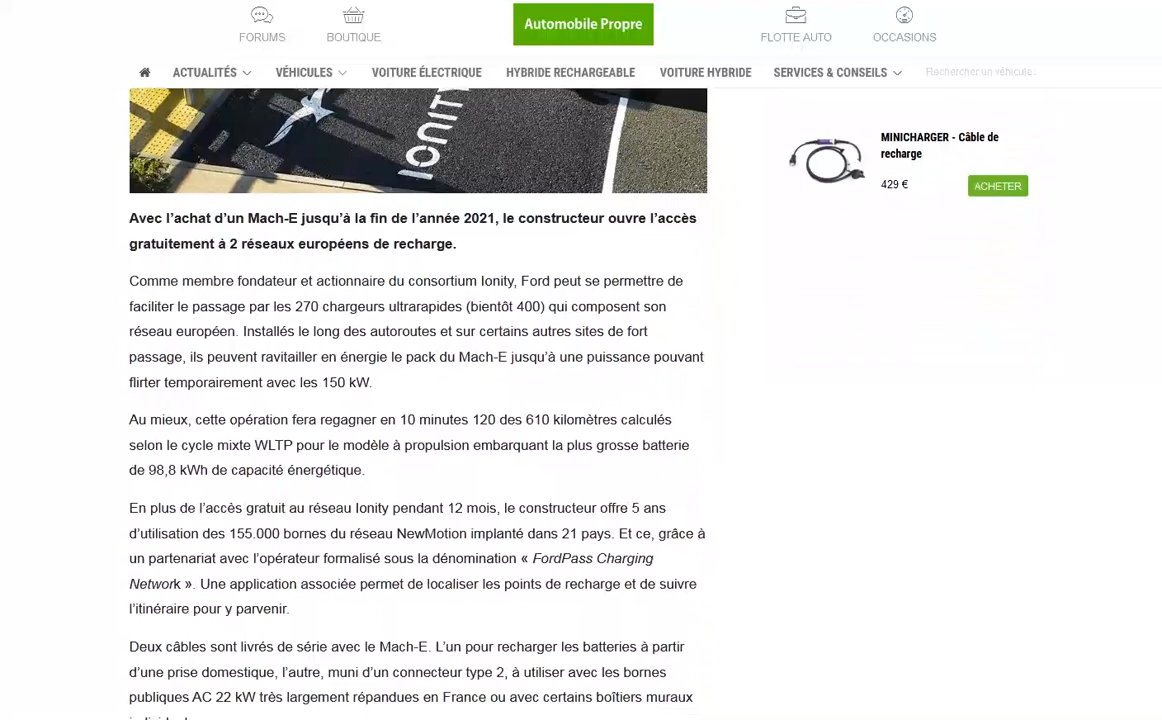 FORUMS
BOUTIQUE
Automobile Propre
FLOTTE AUTO
OCCASIONS
ACTUALITÉS
VÉHICULES
VOITURE ÉLECTRIQUE
HYBRIDE RECHARGEABLE
VOITURE HYBRIDE
SERVICES & CONSEILS
Rechercher un véhicule
IONITY
Avec l’achat d’un Mach-E jusqu’à la fin de l’année 2021, le constructeur ouvre l’accès
gratuitement à 2 réseaux européens de recharge.
Comme membre fondateur et actionnaire du consortium Ionity, Ford peut se permettre de
faciliter le passage par les 270 chargeurs ultrarapides (bientôt 400) qui composent son
réseau européen. Installés le long des autoroutes et sur certains autres sites de fort
passage, ils peuvent ravitailler en énergie le pack du Mach-E jusqu’à une puissance pouvant
flirter temporairement avec les 150 kW.
Au mieux, cette opération fera regagner en 10 minutes 120 des 610 kilomètres calculés
selon le cycle mixte WLTP pour le modèle à propulsion embarquant la plus grosse batterie
de 98,8 kWh de capacité énergétique.
En plus de l’accès gratuit au réseau Ionity pendant 12 mois, le constructeur offre 5 ans
d’utilisation des 155.000 bornes du réseau NewMotion implanté dans 21 pays. Et ce, grâce à
un partenariat avec l’opérateur formalisé sous la dénomination « FordPass Charging
Network ». Une application associée permet de localiser les points de recharge et de suivre
l’itinéraire pour y parvenir.
Deux câbles sont livrés de série avec le Mach-E. L’un pour recharger les batteries à partir
d’une prise domestique, l’autre, muni d’un connecteur type 2, à utiliser avec les bornes
publiques AC 22 kW très largement répandues en France ou avec certains boîtiers muraux
MINICHARGER - Câble de
recharge
429 €
ACHETER